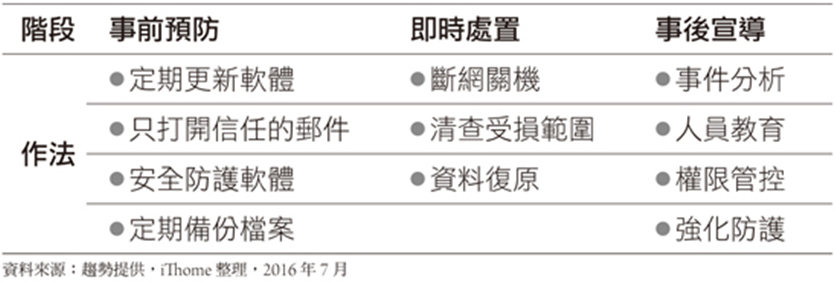 階段 事前預防 即時處置 事後宣導
●定期更新軟體 ●斷網關機 ●事件分析
作法 ●只打開信任的郵件 ●清查受損範圍 ●人員教育
●安全防護軟體 ●資料復原 ●權限管控
●定期備份檔案 ●強化防護
資料來源：趨勢提供，iThome整理，2016年7月